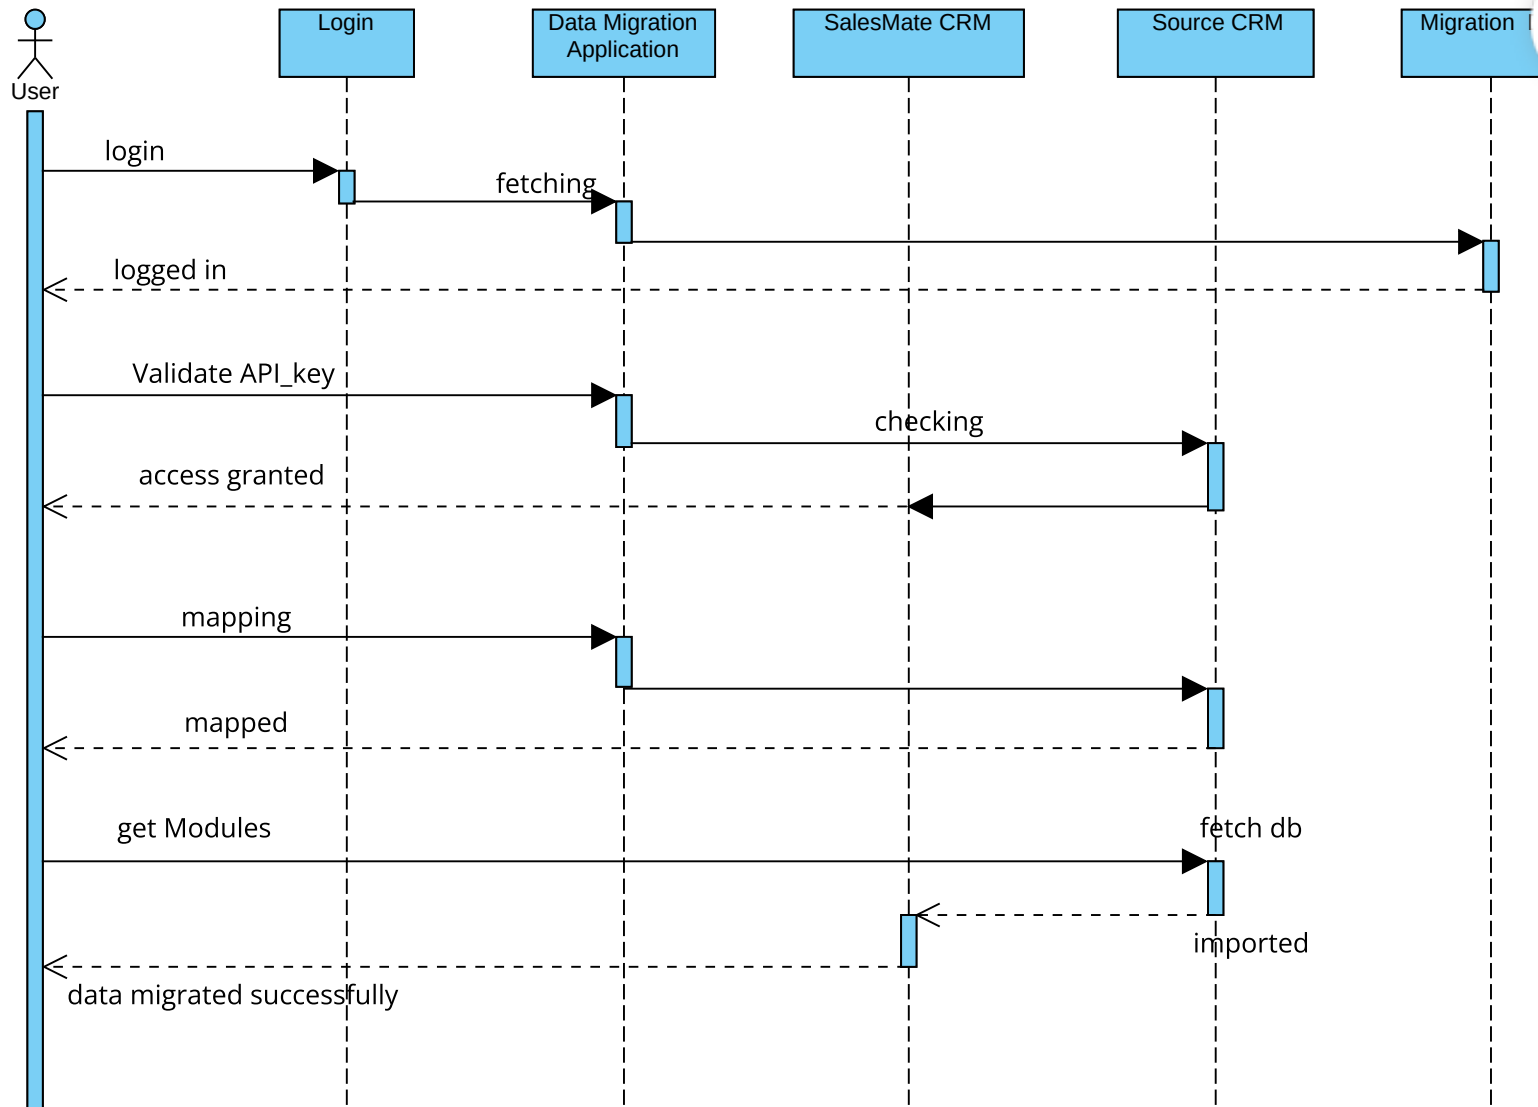 User
Login
Data Migration
Application
SalesMate CRM
Source CRM
Migration
login
fetching
logged in
Validate API_key
checking
access granted
mapping
mapped
get Modules
fetch db
imported
data migrated successfully